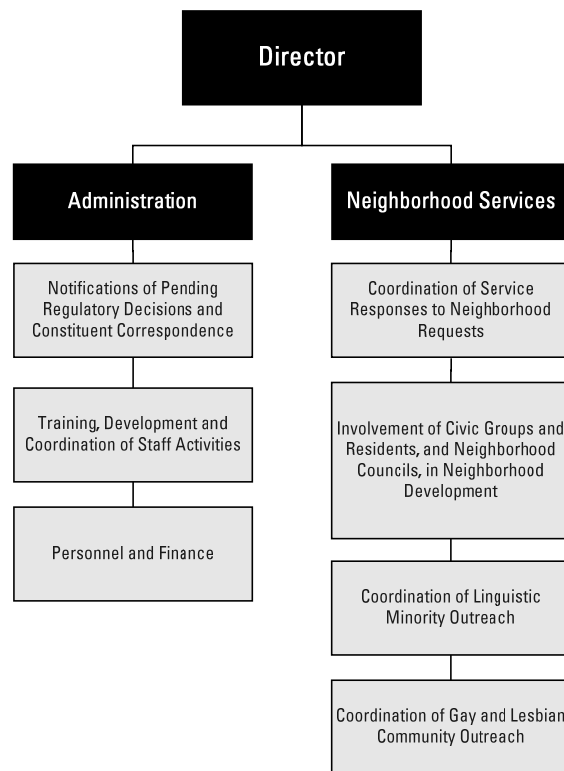 Director
Administration
Notifications of Pending
Regulatory Decisions and
Constituent Correspondence
Training, Development and
Coordination of Staff Activities
Personnel and Finance
Neighborhood Services
Coordination of Service
Responses to Neighborhood
Requests
Involvement of Civic Groups and
Residents, and Neighborhood
Councils, in Neighborhood
Development
Coordination of Linguistic
Minority Outreach
Coordination of Gay and Lesbian
Community Outreach